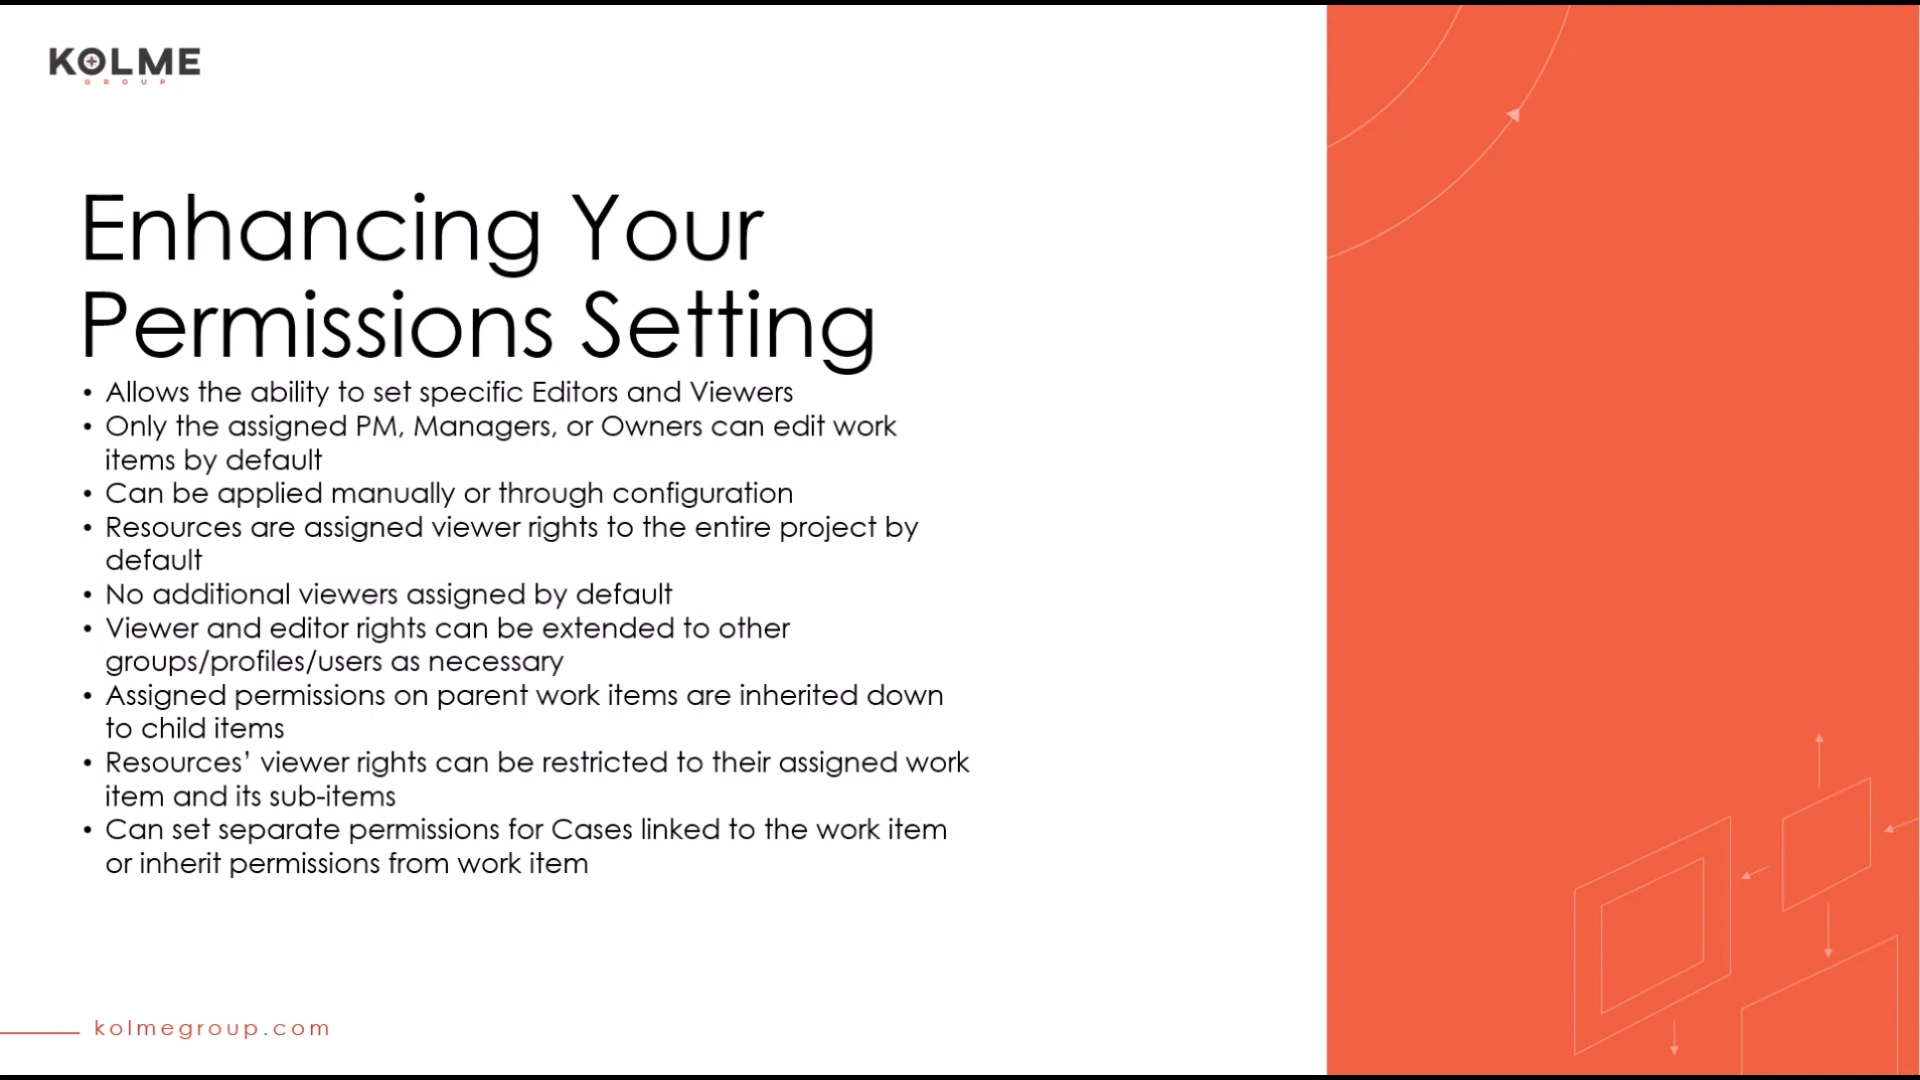 KOLME
GROUP
Enhancing Your
Permissions Setting
• Allows the ability to set specific Editors and Viewers
• Only the assigned PM, Managers, or Owners can edit work
items by default
• Can be applied manually or through configuration
• Resources are assigned viewer rights to the entire project by
default
• No additional viewers assigned by default
• Viewer and editor rights can be extended to other
groups/profiles/users as necessary
• Assigned permissions on parent work items are inherited down
to child items
• Resources’ viewer rights can be restricted to their assigned work
item and its sub-items
• Can set separate permissions for Cases linked to the work item
or inherit permissions from work item
kolmegroup.com